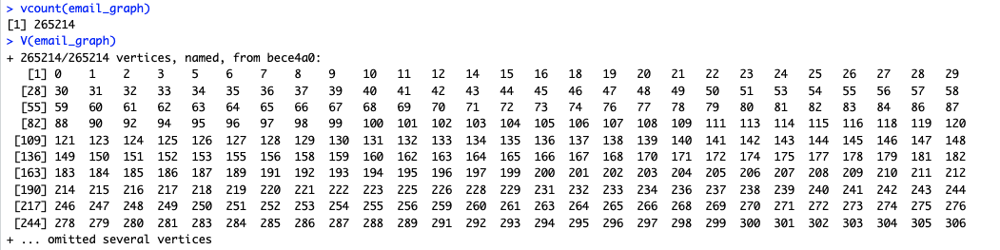 > vcount(email_graph)
[1] 265214
> V(email_graph)
+ 265214/265214 vertices, named, from bece4a0:
[1] 0 1 2 3 5 6 7 8 9 10 11 12 14 15 16 18 19 20 21 22 23 24 25 26 27 28 29
[28] 30 31 32 33 34 35 36 37 39 40 41 42 43 44 45 46 47 48 49 50 51 53 54 55 56 57 58
[55] 59 60 61 62 63 64 65 66 67 68 69 70 71 72 73 74 76 77 78 79 80 81 82 83 84 86 87
[82] 88 90 92 94 95 96 97 98 99 100 101 102 103 104 105 106 107 108 109 111 113 114 115 116 118 119 120
[109] 121 123 124 125 126 127 128 129 130 131 132 133 134 135 136 137 138 139 140 141 142 143 144 145 146 147 148
[136] 149 150 151 152 153 155 156 158 159 160 162 163 164 165 166 167 168 170 171 172 174 175 177 178 179 181 182
[163] 183 184 185 186 187 189 191 192 193 194 195 196 197 199 200 201 202 203 204 205 206 207 208 209 210 211 212
[190] 214 215 216 217 218 219 220 221 222 223 225 226 228 229 231 232 233 234 236 237 238 239 240 241 242 243 244
[217] 246 247 248 249 250 251 252 253 254 255 256 259 260 261 263 264 265 266 268 269 270 271 272 273 274 275 276
[244] 278 279 280 281 283 284 285 286 287 288 289 291 292 293 294 295 296 297 298 299 300 301 302 303 304 305 306
+ ... omitted several vertices